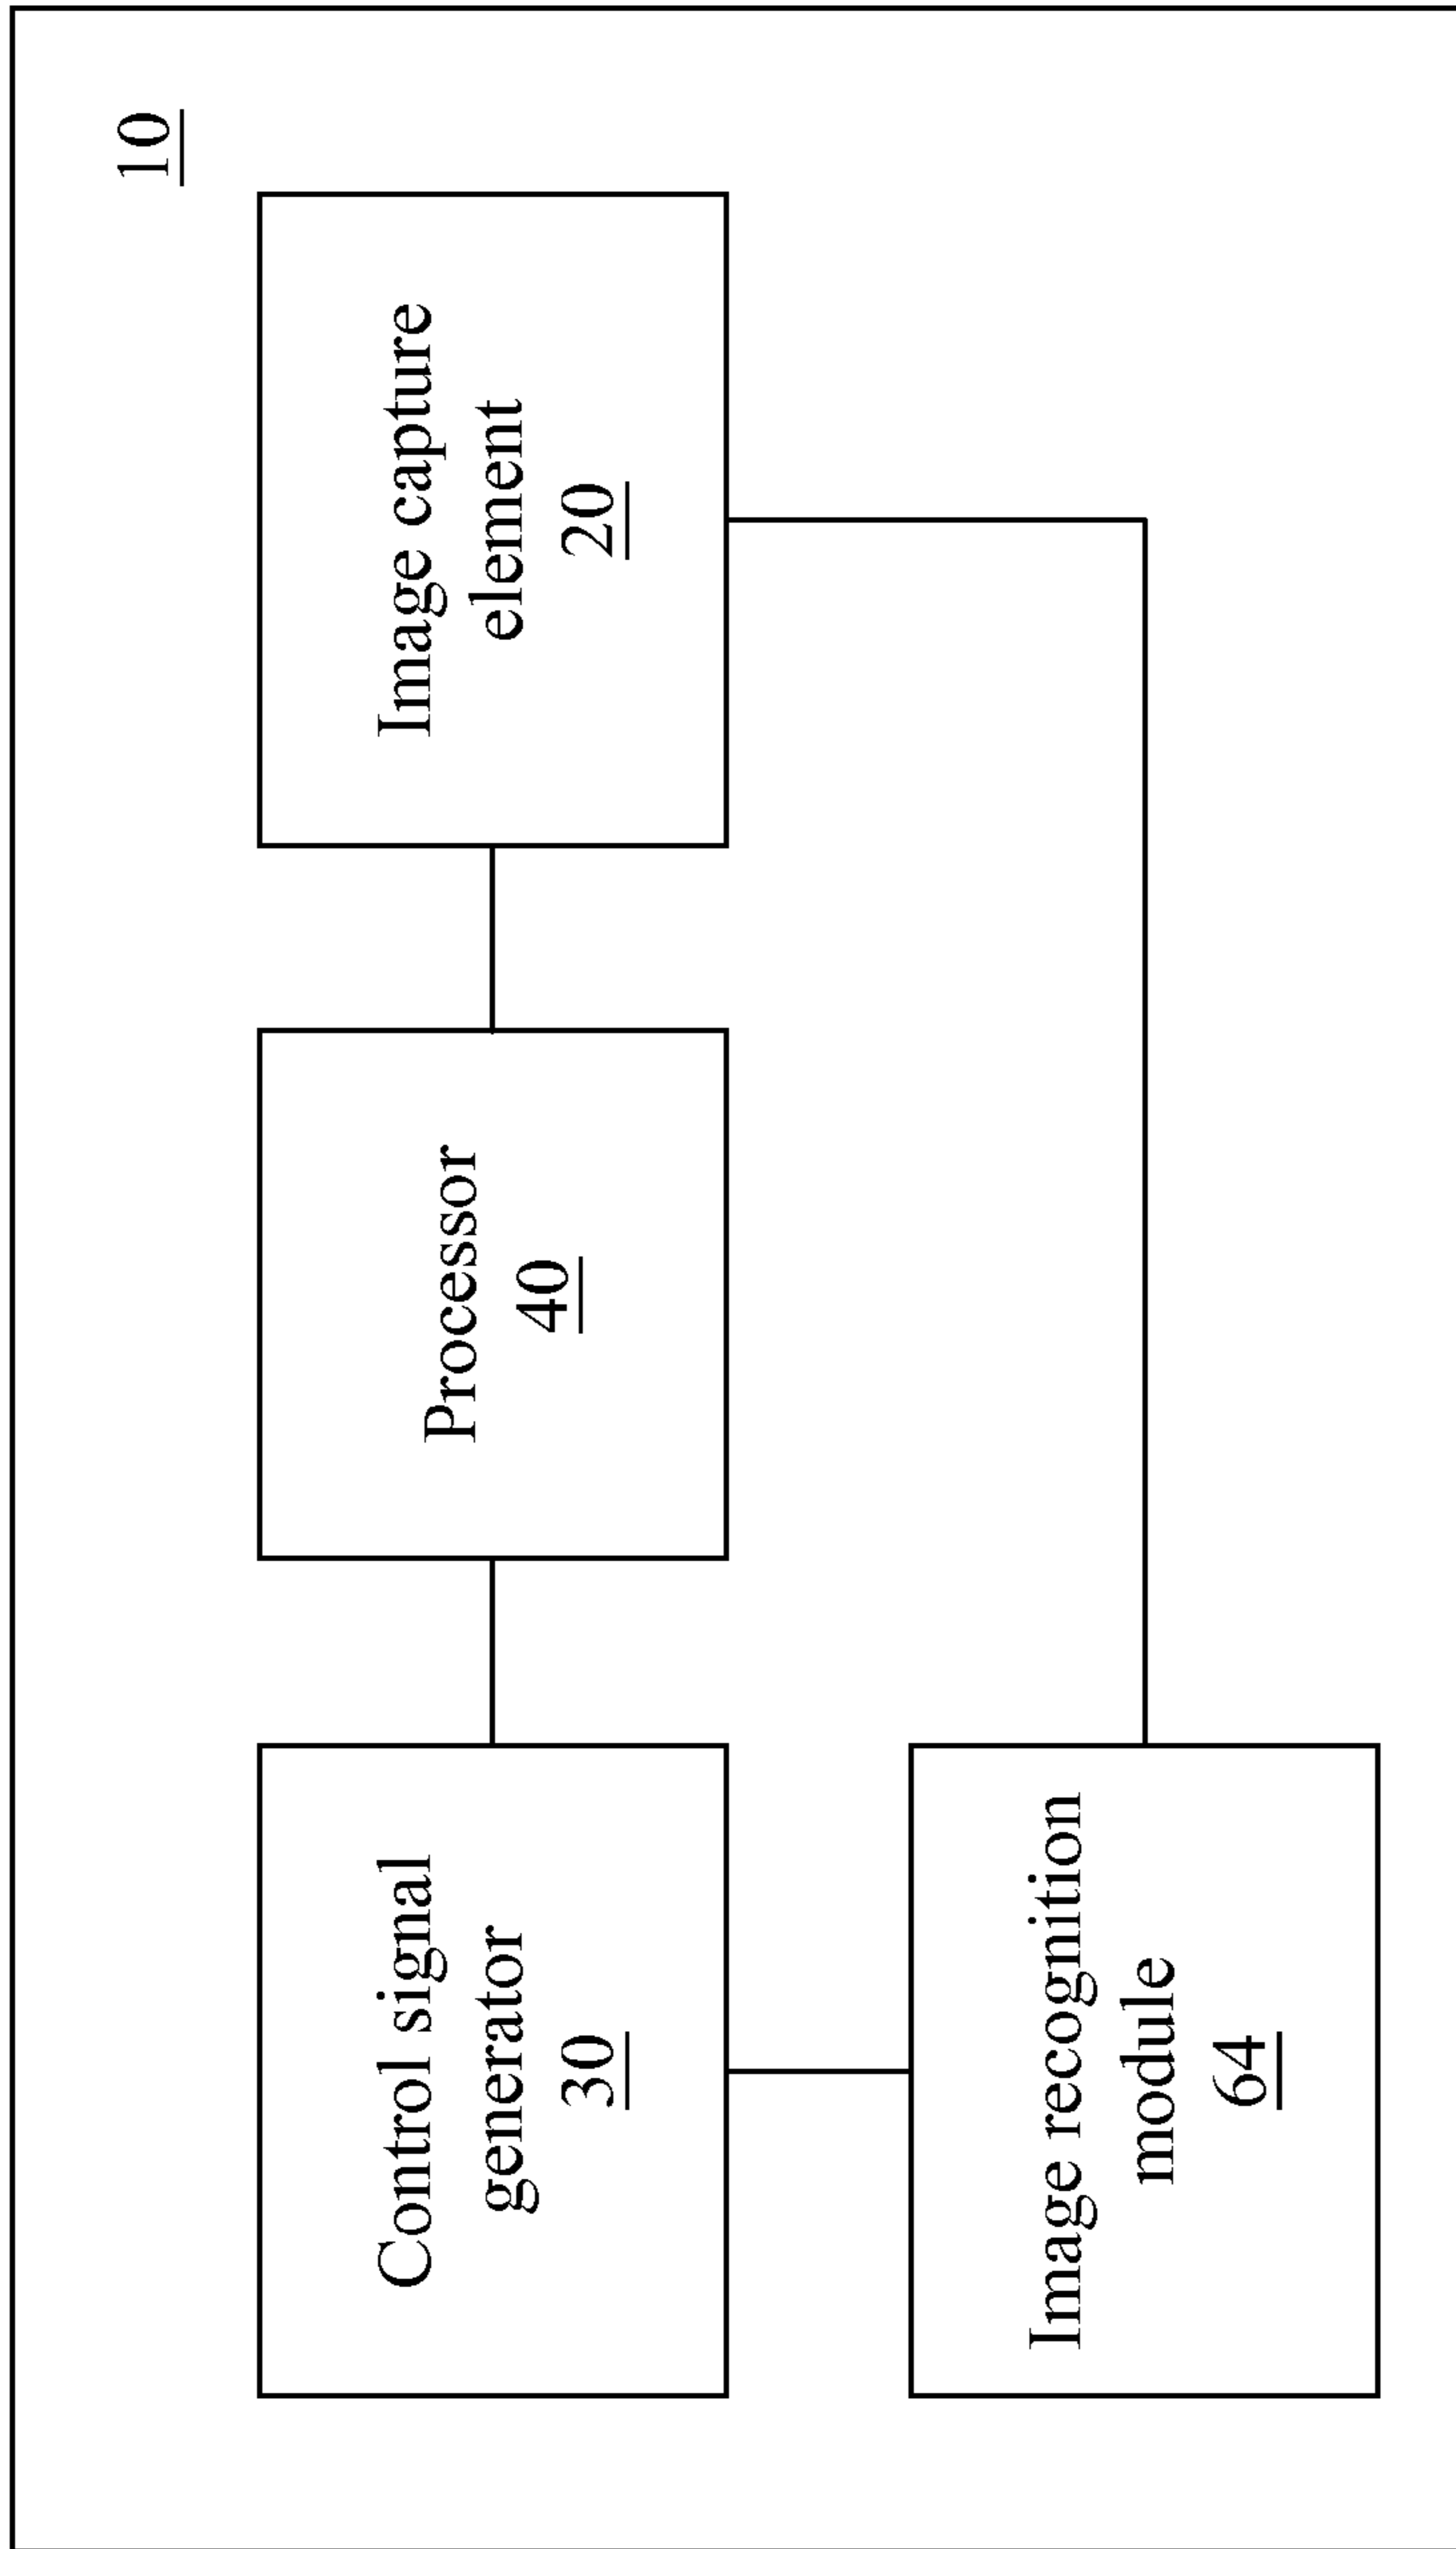 10
Control signal
generator
30
Processor
40
Image capture
element
20
Image recognition
module
64